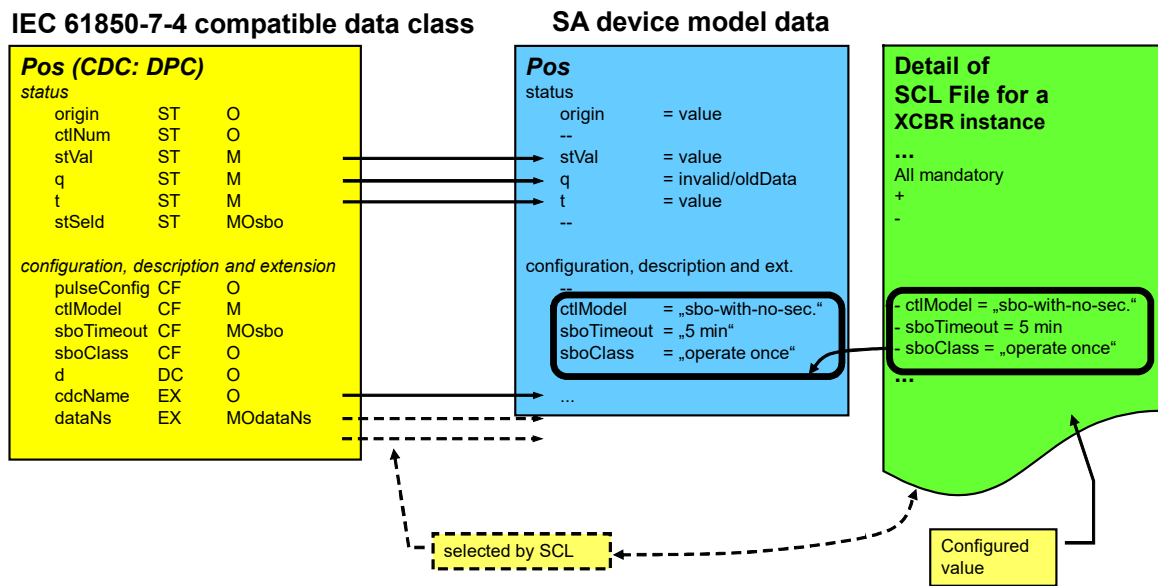 IEC 61850-7-4 compatible data class
Pos (CDC: DPC)
status
origin ST O
ctlNum ST O
stVal ST M
q ST M
t ST M
stSeld ST MOsbo
configuration, description and extension
pulseConfig CF O
ctlModel CF M
sboTimeout CF MOsbo
sboClass CF O
d DC O
cdcName EX O
dataNs EX MOdataNs
SA device model data
Pos
status
origin = value
--
stVal = value
q = invalid/oldData
t = value
--
configuration, description and ext.
--
ctlModel = „sbo-with-no-sec.“
sboTimeout = „5 min“
sboClass = „operate once“
...
Detail of
SCL File for a
XCBR instance
...
All mandatory
+
-
- ctlModel = „sbo-with-no-sec.“
- sboTimeout = 5 min
- sboClass = „operate once“
...
selected by SCL
Configured
value